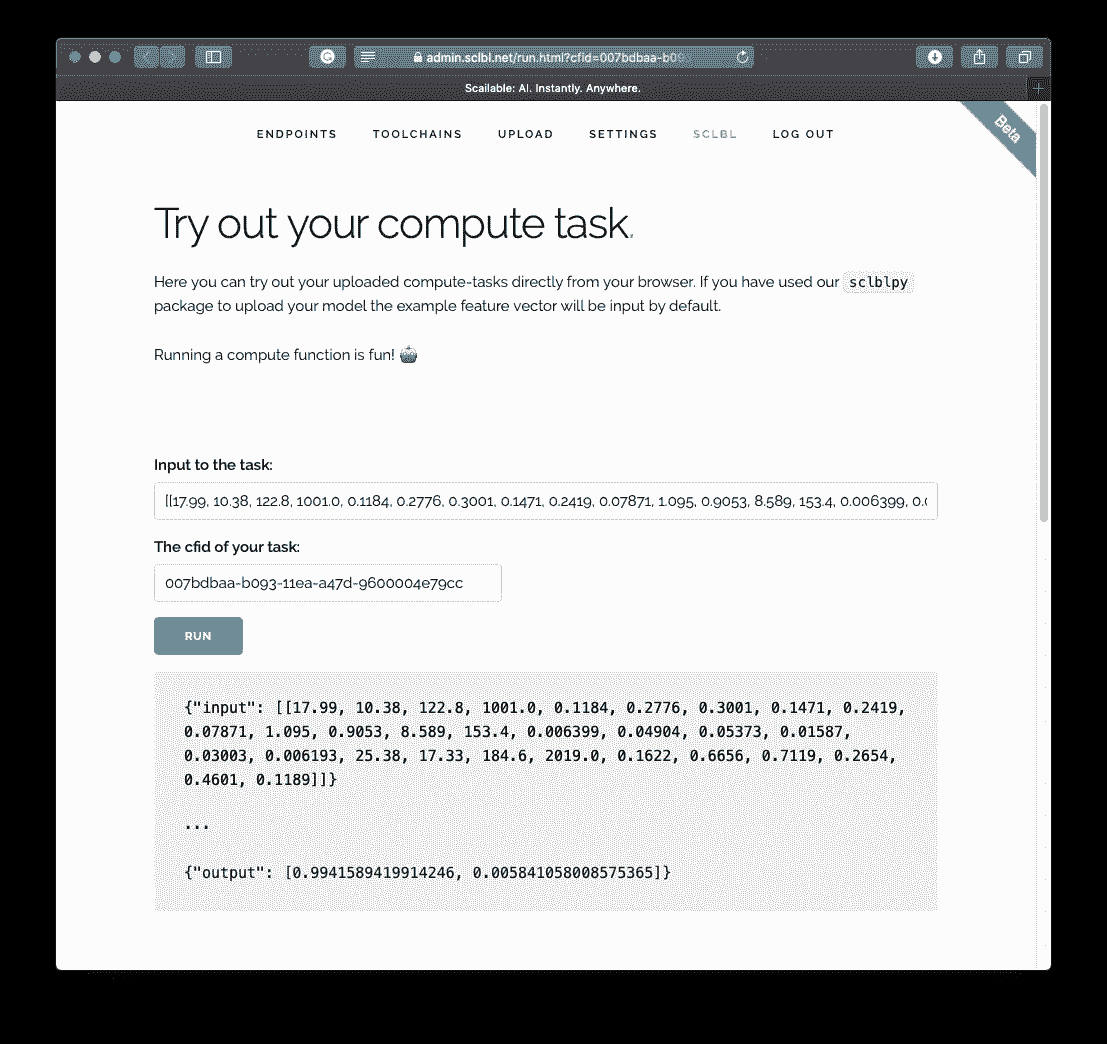 admin.sclbl.net/run.html?cfid=007bdbaa-b09
Scailable: AI. Instantly. Anywhere.
ENDPOINTS TOOLCHAINS UPLOAD SETTINGS SCLBL LOG OUT
Beta
Try out your compute task.
Here you can try out your uploaded compute-tasks directly from your browser. If you have used our sclblpy
package to upload your model the example feature vector will be input by default.
Running a compute function is fun!
Input to the task:
[[17.99, 10.38, 122.8, 1001.0, 0.1184, 0.2776, 0.3001, 0.1471, 0.2419, 0.07871, 1.095, 0.9053, 8.589, 153.4, 0.006399, 0.0
The cfid of your task:
007bdbaa-b093-11ea-a47d-9600004e79cc
RUN
{"input": [[17.99, 10.38, 122.8, 1001.0, 0.1184, 0.2776, 0.3001, 0.1471, 0.2419,
0.07871, 1.095, 0.9053, 8.589, 153.4, 0.006399, 0.04904, 0.05373, 0.01587,
0.03003, 0.006193, 25.38, 17.33, 184.6, 2019.0, 0.1622, 0.6656, 0.7119, 0.2654,
0.4601, 0.1189]]}
...
{"output": [0.9941589419914246, 0.005841058008575365]}